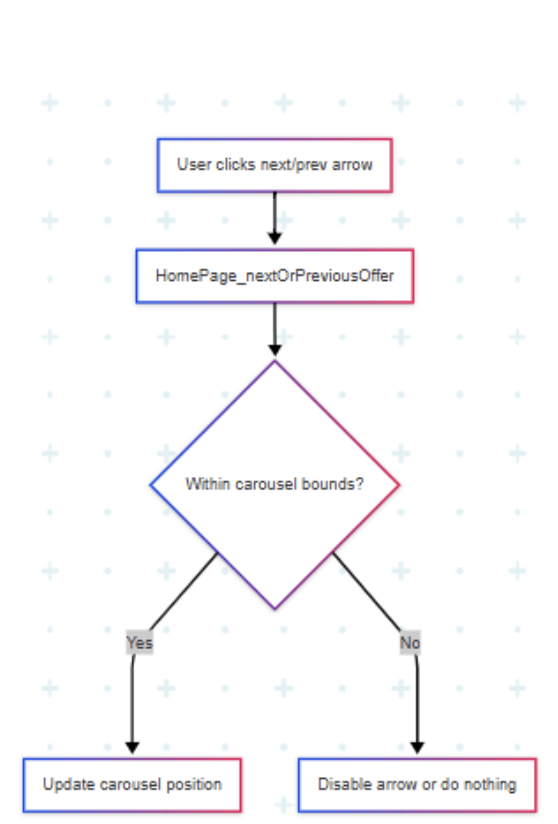 User clicks next/prev arrow
HomePage_nextOrPreviousOffer
Within carousel bounds?
Yes
No
Update carousel position
Disable arrow or do nothing